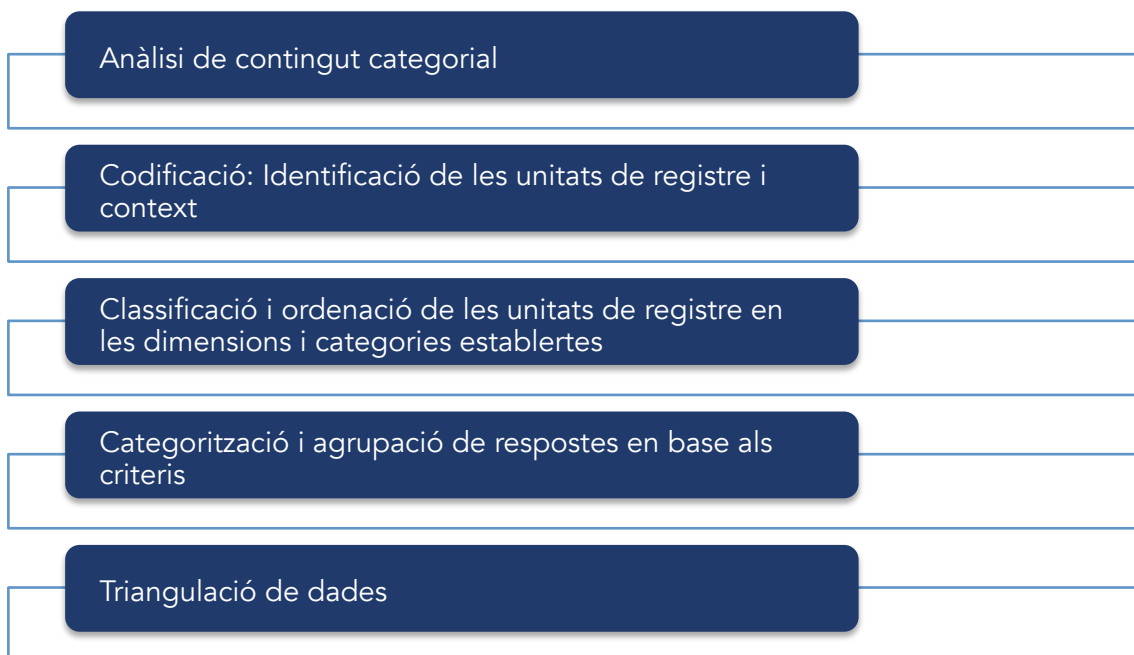 Anàlisi de contingut categorial
Codificació: Identificació de les unitats de registre i
context
Classificació i ordenació de les unitats de registre en
les dimensions i categories establertes
Categorització i agrupació de respostes en base als
criteris
Triangulació de dades